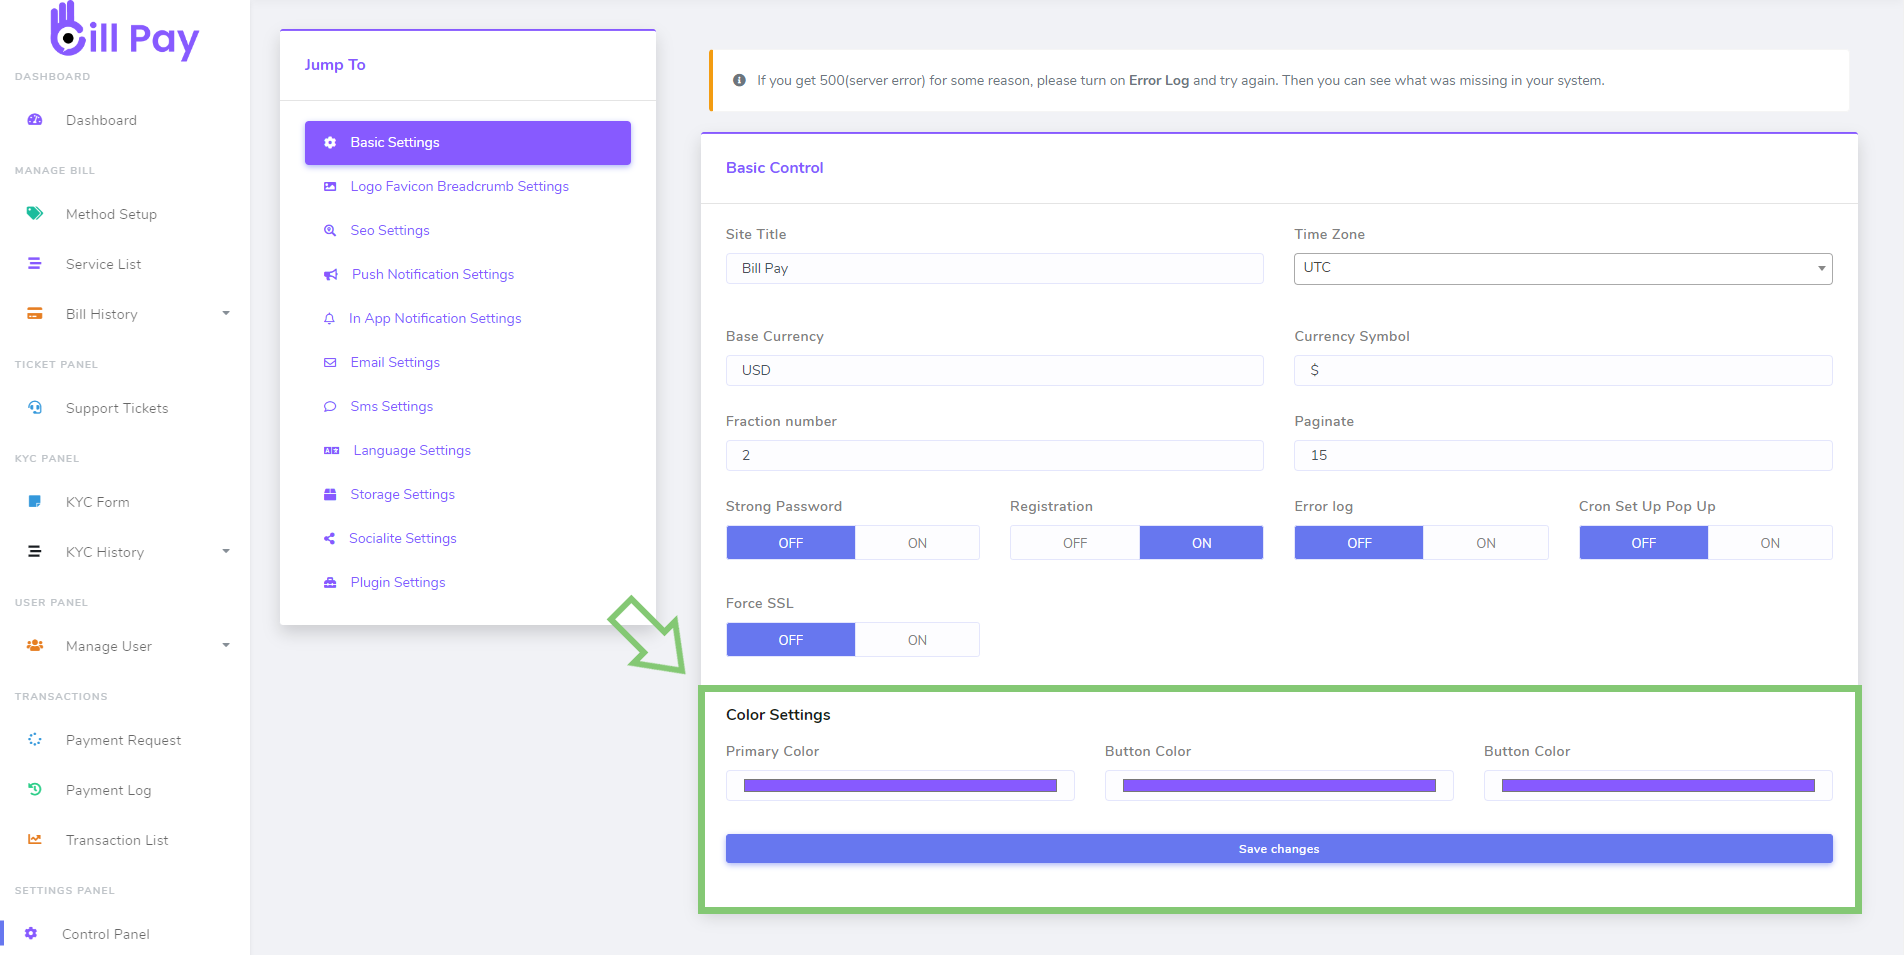 Bill Pay
DASHBOARD
Dashboard
MANAGE BILL
Method Setup
Service List
Bill History
TICKET PANEL
Support Tickets
KYC PANEL
KYC Form
KYC History
USER PANEL
Manage User
TRANSACTIONS
Payment Request
Payment Log
Transaction List
SETTINGS PANEL
Control Panel
Jump To
Basic Settings
Logo Favicon Breadcrumb Settings
Seo Settings
Push Notification Settings
In App Notification Settings
Email Settings
Sms Settings
Language Settings
Storage Settings
Socialite Settings
Plugin Settings
If you get 500(server error) for some reason, please turn on Error Log and try again. Then you can see what was missing in your system.
Basic Control
Site Title Time Zone
Bill Pay UTC
Base Currency Currency Symbol
USD $
Fraction number Paginate
2 15
Strong Password Registration Error log Cron Set Up Pop Up
OFF ON OFF ON OFF ON OFF ON
Force SSL
OFF ON
Color Settings
Primary Color Button Color Button Color
Save changes